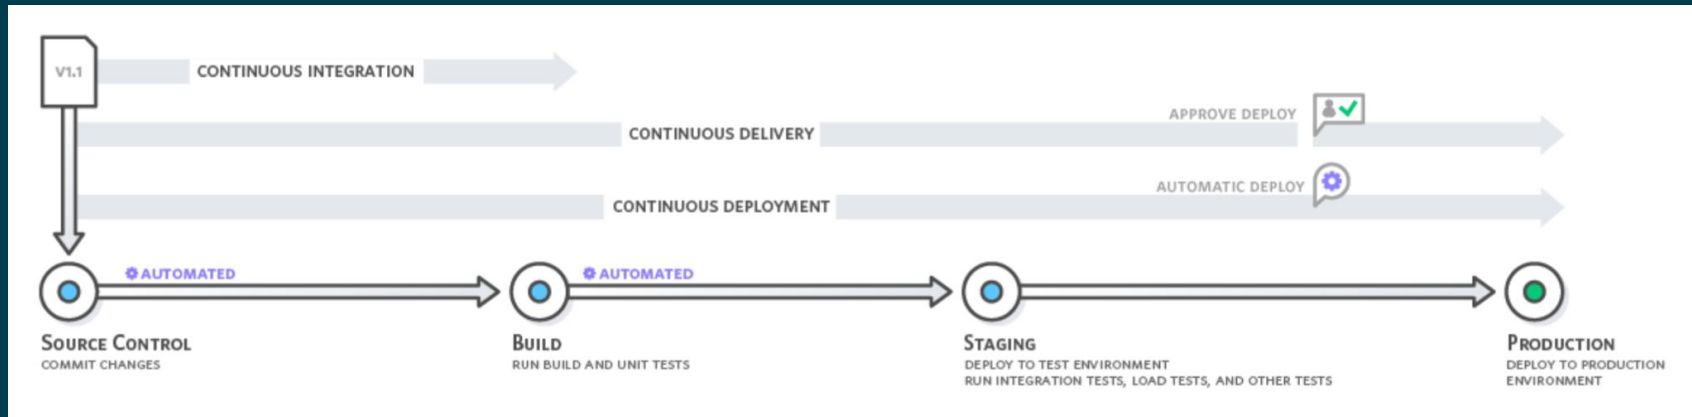 V1.1
CONTINUOUS INTEGRATION
APPROVE DEPLOY
CONTINUOUS DELIVERY
AUTOMATIC DEPLOY
CONTINUOUS DEPLOYMENT
AUTOMATED
AUTOMATED
SOURCE CONTROL
COMMIT CHANGES
BUILD
RUN BUILD AND UNIT TESTS
STAGING
DEPLOY TO TEST ENVIRONMENT
RUN INTEGRATION TESTS, LOAD TESTS, AND OTHER TESTS
PRODUCTION
DEPLOY TO PRODUCTION
ENVIRONMENT